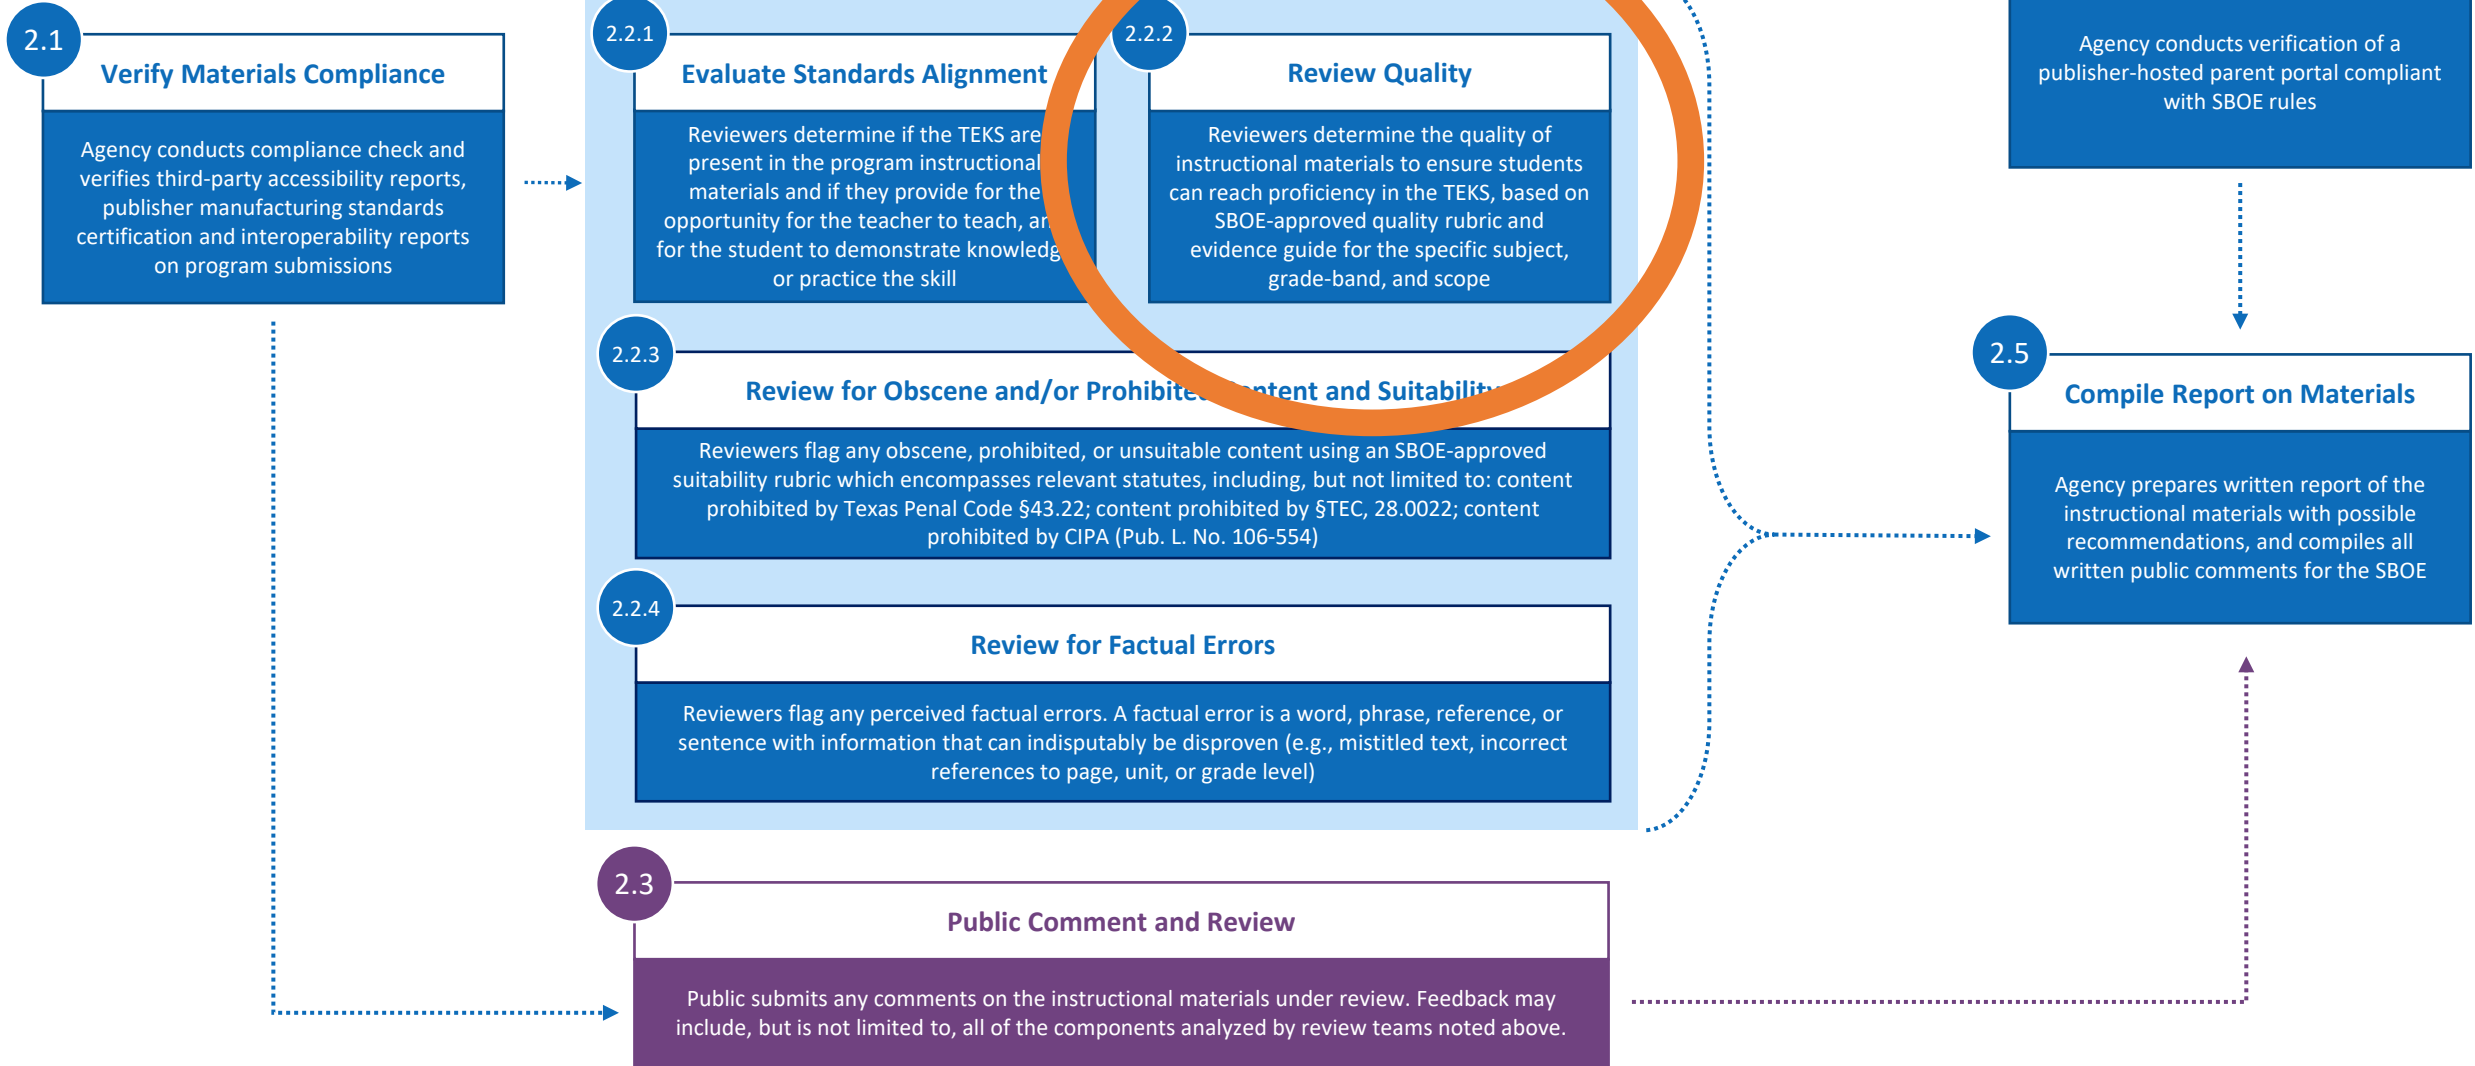 2.1
Verify Materials Compliance
Agency conducts compliance check and
verifies third-party accessibility reports,
publisher manufacturing standards
certification and interoperability reports
on program submissions
2.2.1
Evaluate Standards Alignment
Reviewers determine if the TEKS are
present in the program instructional
materials and if they provide for the
opportunity for the teacher to teach,
for the student to demonstrate
or practice the skill
2.2.2
Review Quality
Reviewers determine the quality of
instructional materials to ensure students
can reach proficiency in the TEKS, based on
SBOE-approved quality rubric and
evidence guide for the specific subject,
grade-band, and scope
2.2.3
Review for Obscene and/or Prohibited Content and Suitability
Reviewers flag any obscene, prohibited, or unsuitable content using an SBOE-approved
suitability rubric which encompasses relevant statutes, including, but not limited to: content
prohibited by Texas Penal Code §43.22; content prohibited by §TEC, 28.0022; content
prohibited by CIPA (Pub. L. No. 106-554)
2.2.4
Review for Factual Errors
Reviewers flag any perceived factual errors. A factual error is a word, phrase, reference, or
sentence with information that can indisputably be disproven (e.g., mistitled text, incorrect
references to page, unit, or grade level)
2.3
Public Comment and Review
Public submits any comments on the instructional materials under review. Feedback may
include, but is not limited to, all of the components analyzed by review teams noted above.
Agency conducts verification of a
publisher-hosted parent portal compliant
with SBOE rules
2.5
Compile Report on Materials
Agency prepares written report of the
instructional materials with possible
recommendations, and compiles all
written public comments for the SBOE